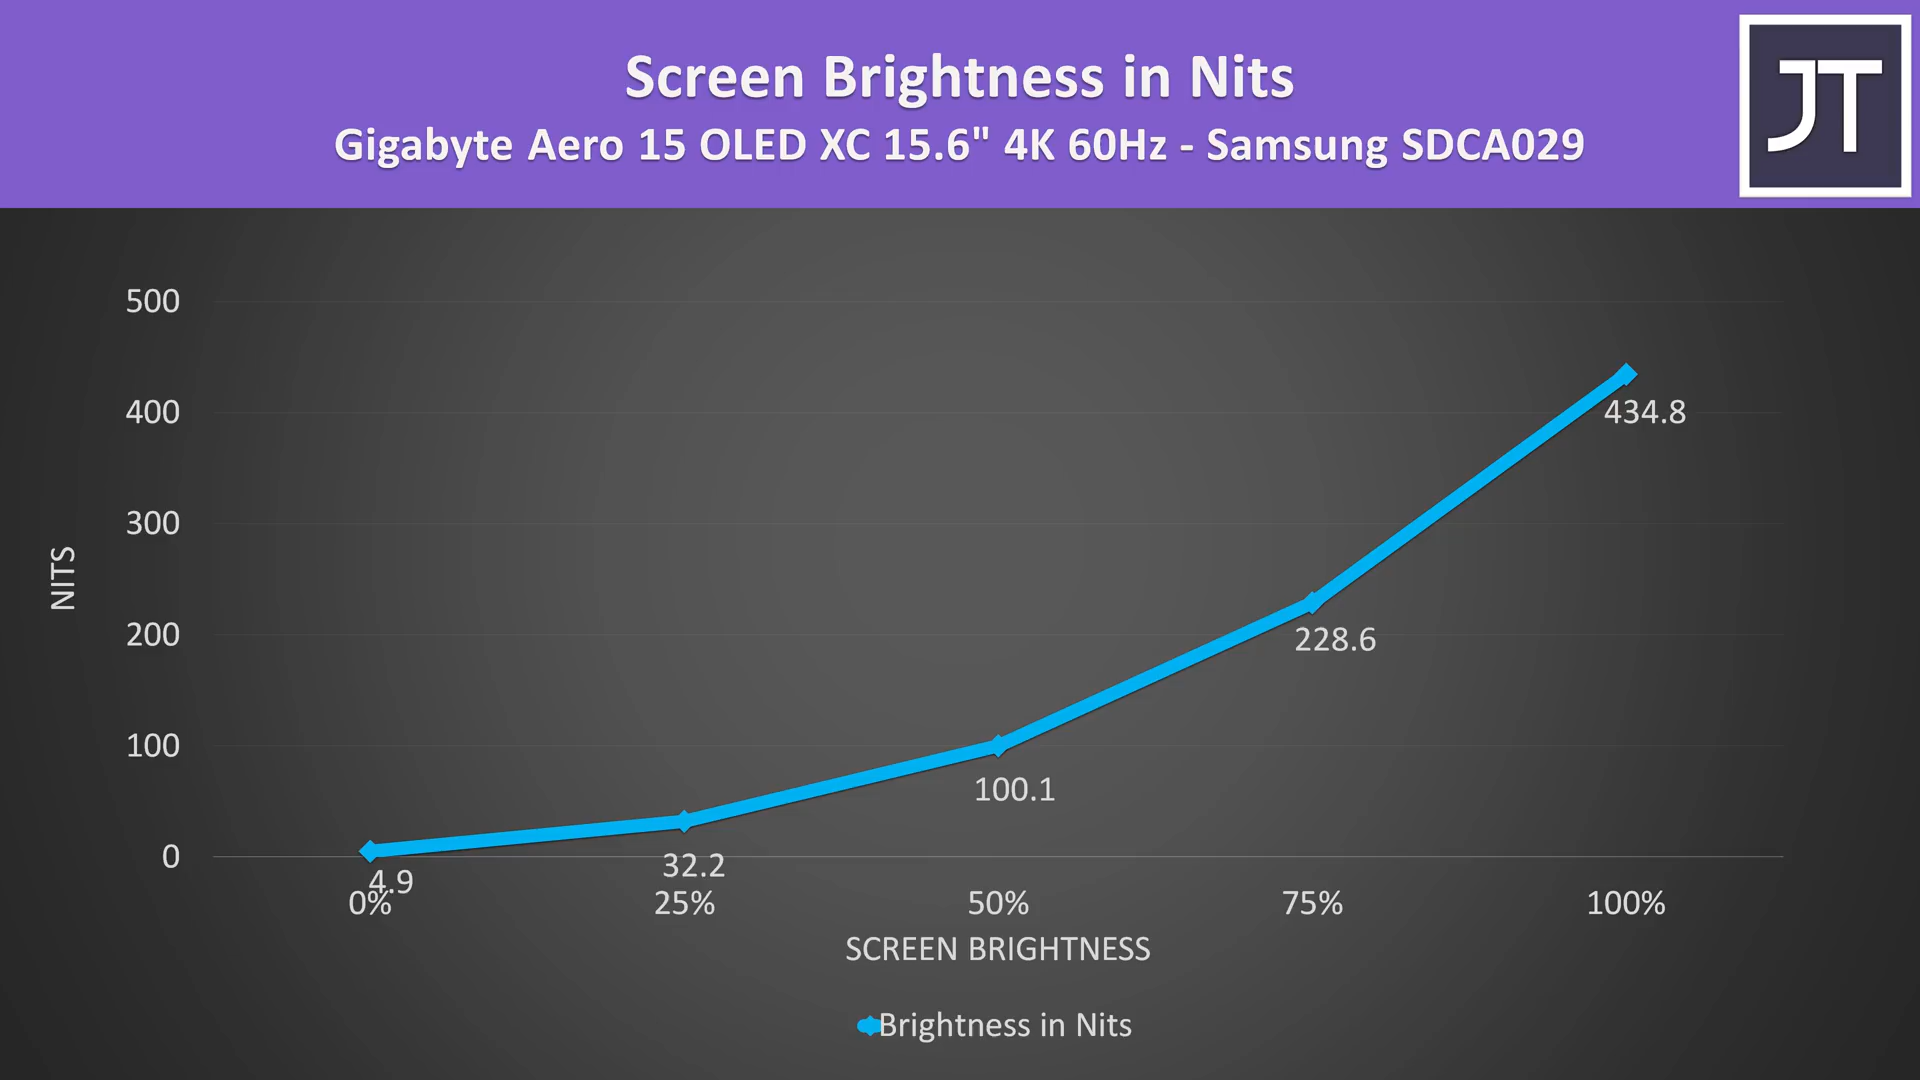 Screen Brightness in Nits
Gigabyte Aero 15 OLED XC 15.6" 4K 60Hz - Samsung SDCA029
JT
500
400
300
200
100
0
NITS
4.9
32.2
100.1
228.6
434.8
0%
25%
50%
75%
100%
SCREEN BRIGHTNESS
Brightness in Nits